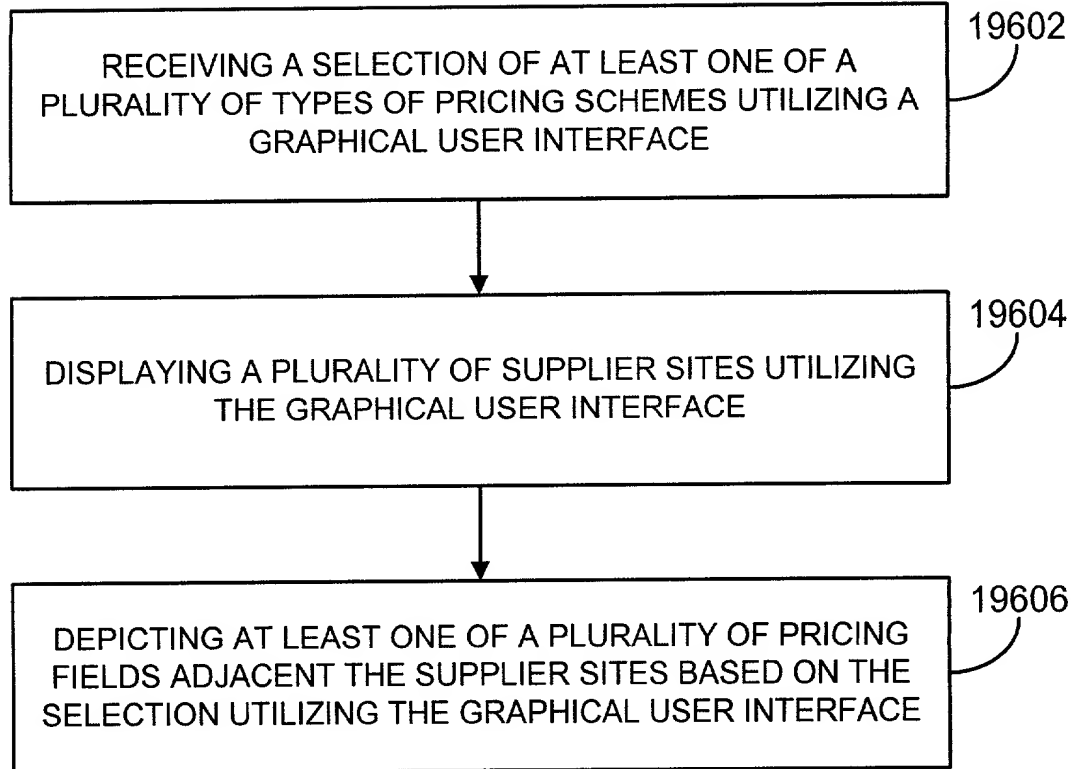 19602
RECEIVING A SELECTION OF AT LEAST ONE OF A
PLURALITY OF TYPES OF PRICING SCHEMES UTILIZING A
GRAPHICAL USER INTERFACE
19604
DISPLAYING A PLURALITY OF SUPPLIER SITES UTILIZING
THE GRAPHICAL USER INTERFACE
19606
DEPICTING AT LEAST ONE OF A PLURALITY OF PRICING
FIELDS ADJACENT THE SUPPLIER SITES BASED ON THE
SELECTION UTILIZING THE GRAPHICAL USER INTERFACE